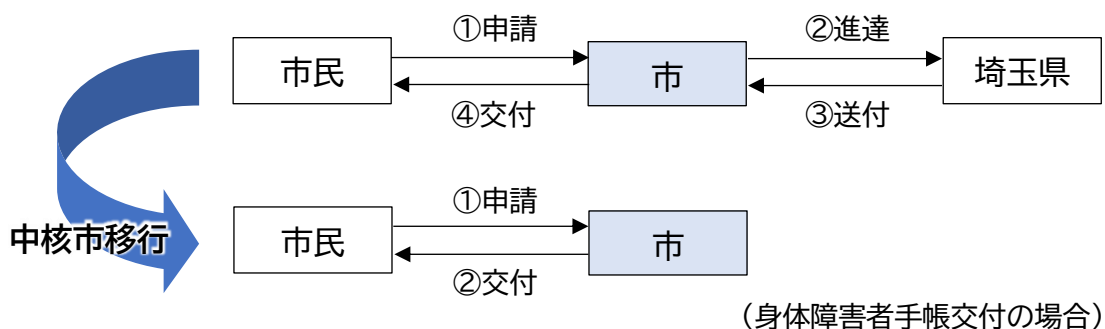 ①申請
②進達
市民
市
埼玉県
④交付
③送付
中核市移行
①申請
市民
市
②交付
（身体障害者手帳交付の場合）